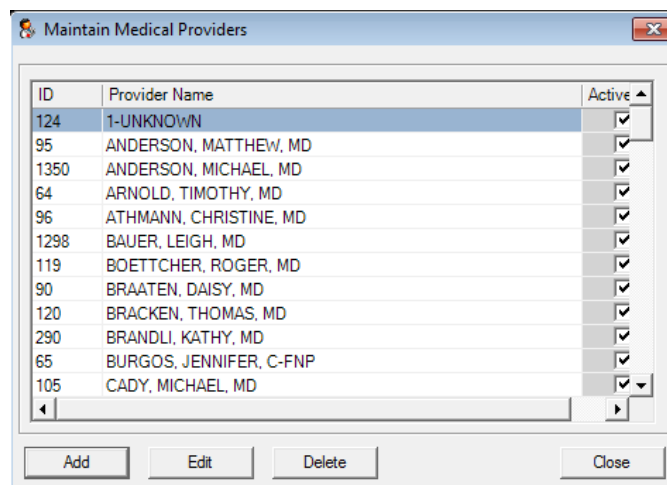 Maintain Medical Providers
ID Provider Name Active
124 1-UNKNOWN
95 ANDERSON, MATTHEW, MD
1350 ANDERSON, MICHAEL, MD
64 ARNOLD, TIMOTHY, MD
96 ATHMANN, CHRISTINE, MD
1298 BAUER, LEIGH, MD
119 BOETTCHER, ROGER, MD
90 BRAATEN, DAISY, MD
120 BRACKEN, THOMAS, MD
290 BRANDLI, KATHY, MD
65 BURGOS, JENNIFER, C-FNP
105 CADY, MICHAEL, MD
Add Edit Delete Close